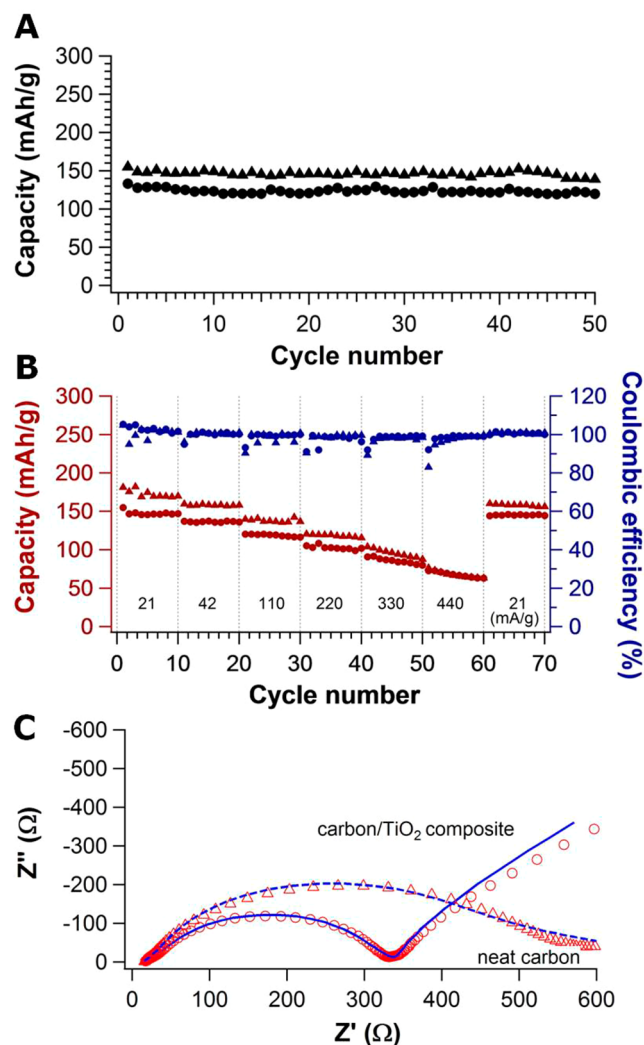 A
Capacity (mAh/g)
300
250
200
150
100
50
0
0 10 20 30 40 50
Cycle number
B
Capacity (mAh/g)
300
250
200
150
100
50
0
21 42 110 220 330 440 21
(mA/g)
120
100
80
60
40
20
0
Coulombic efficiency (%)
0 10 20 30 40 50 60 70
Cycle number
C
Z" (Ω)
-600
-500
-400
-300
-200
-100
0
carbon/TiO₂ composite
neat carbon
0 100 200 300 400 500 600
Z' (Ω)